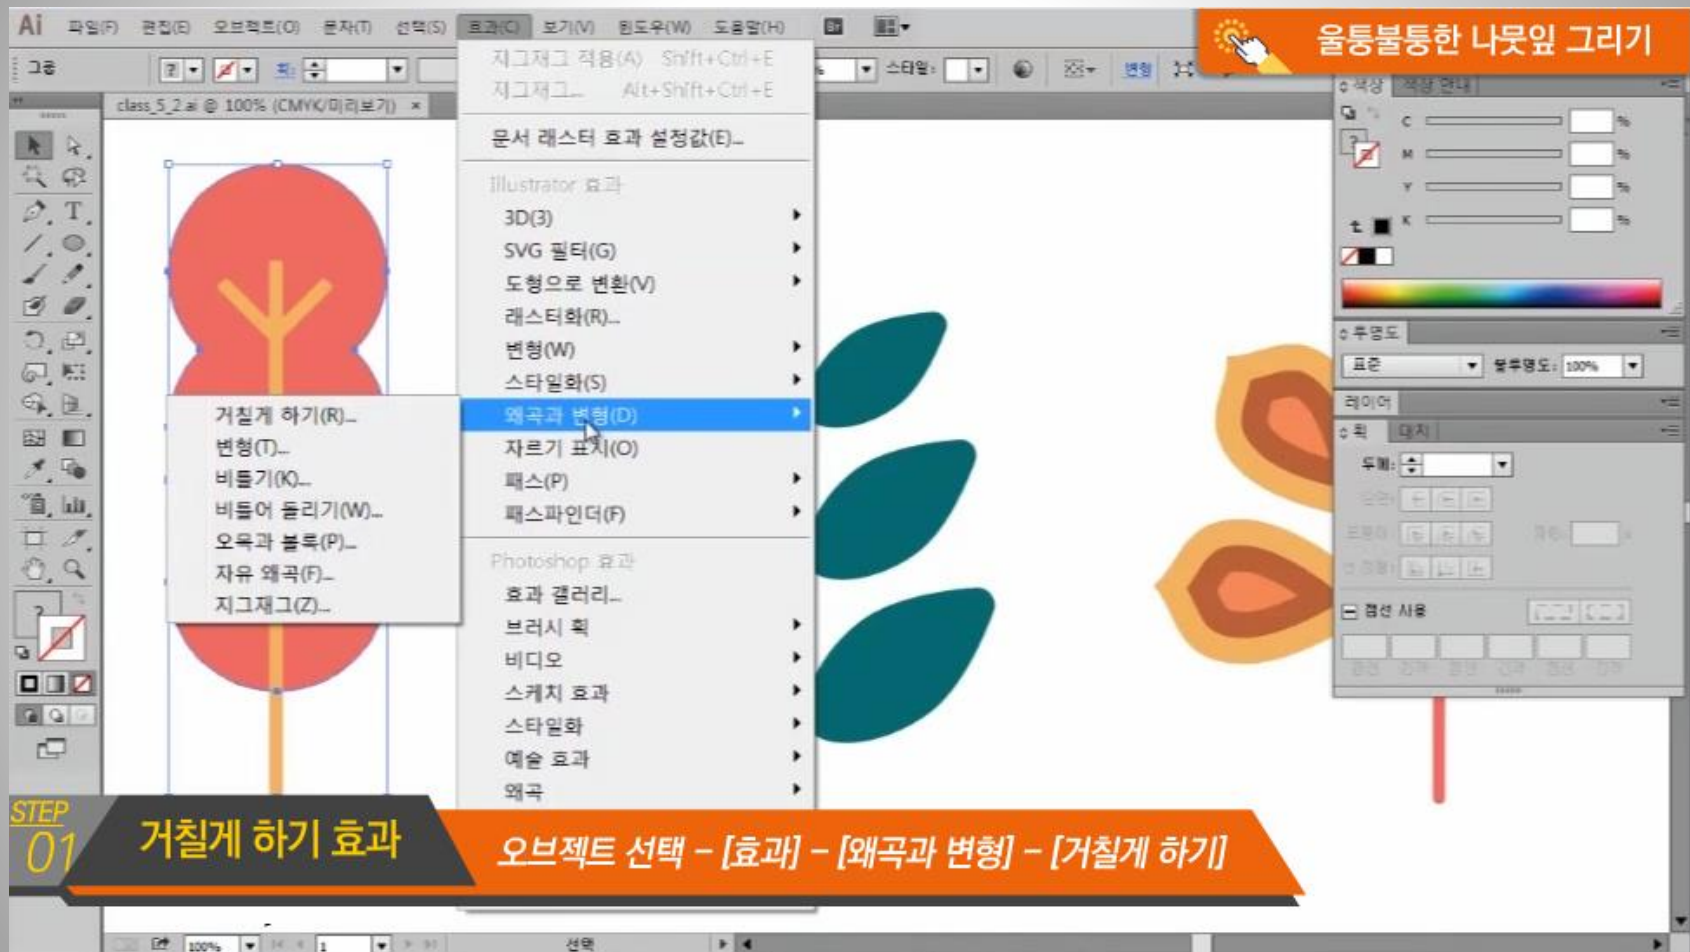 Ai 파일(F) 편집(E) 오브젝트(O) 문자(T) 선택(S) 효과(C) 보기(V) 윈도우(W) 도움말(H) Br
울퉁불퉁한 나뭇잎 그리기
그룹 획: 스타일: 변형
class_5_2.ai @ 100% (CMYK/미리보기) ×
Shift+Ctrl+E
Alt+Shift+Ctrl+E
문서 래스터 효과 설정값(E)...
Illustrator 효과
3D(3)
SVG 필터(G)
도형으로 변환(V)
래스터화(R)...
변형(W)
스타일화(S)
왜곡과 변형(D)
자르기 표시(O)
패스(P)
패스파인더(F)
Photoshop 효과
효과 갤러리...
브러시 획
비디오
스케치 효과
스타일화
예술 효과
왜곡
거칠게 하기(R)...
변형(T)...
비틀기(K)...
비틀어 돌리기(W)...
오목과 볼록(P)...
자유 왜곡(F)...
지그재그(Z)...
색상 색상 안내
C %
M %
Y %
K %
투명도
표준 불투명도: 100%
레이어
획 대지
두께:
점선 사용
STEP
01
거칠게 하기 효과
오브젝트 선택 – [효과] – [왜곡과 변형] – [거칠게 하기]
100% 1 선택